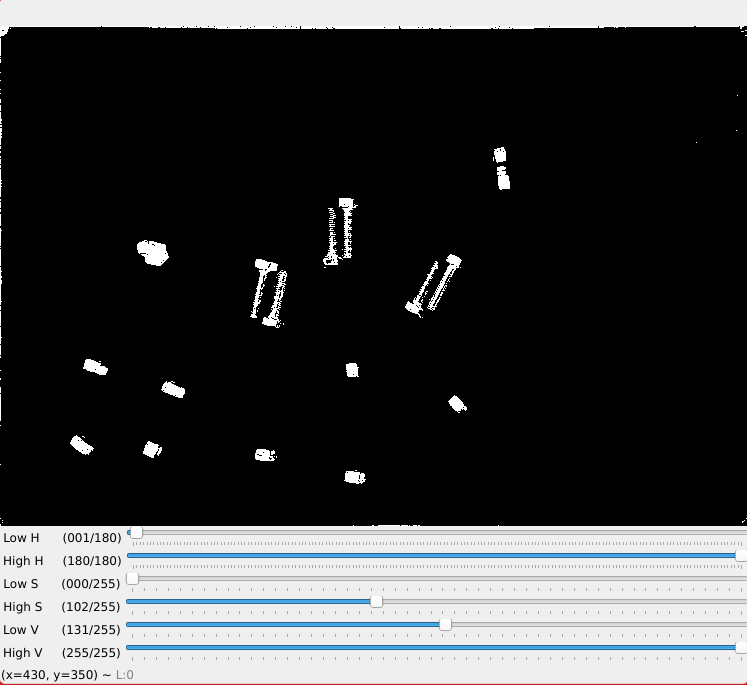 Low H (001/180)
High H (180/180)
Low S (000/255)
High S (102/255)
Low V (131/255)
High V (255/255)
(x=430, y=350) ~ L:0